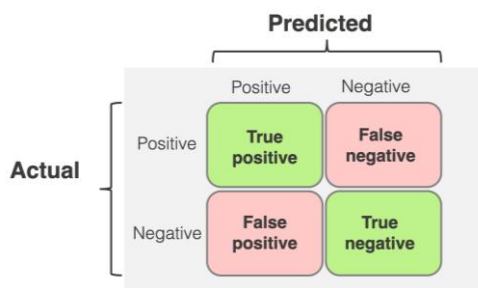 Predicted
Positive Negative
Actual
Positive
True
positive
False
negative
Negative
False
positive
True
negative